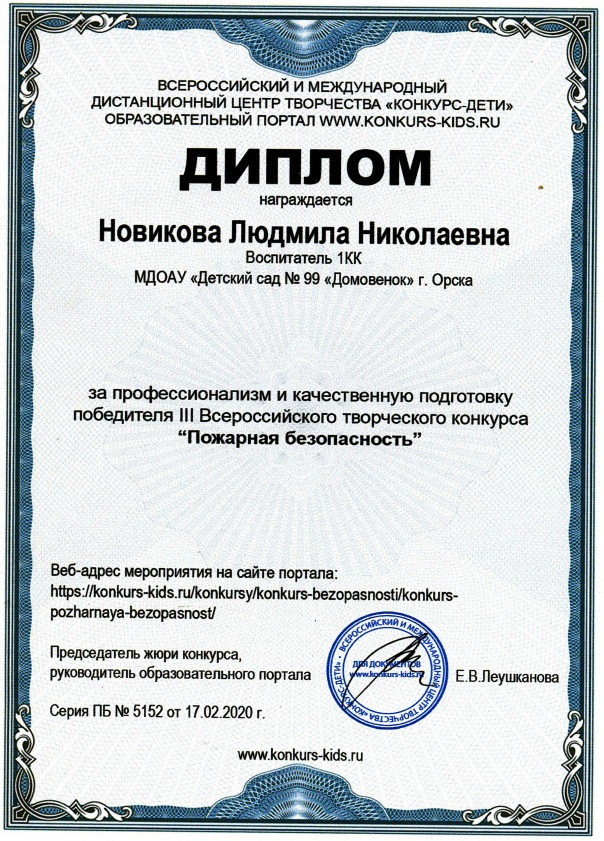 ВСЕРОССИЙСКИЙ И МЕЖДУНАРОДНЫЙ
ДИСТАНЦИОННЫЙ ЦЕНТР ТВОРЧЕСТВА «КОНКУРС-ДЕТИ»
ОБРАЗОВАТЕЛЬНЫЙ ПОРТАЛ WWW.KONKURS-KIDS.RU
ДИПЛОМ
награждается
Новикова Людмила Николаевна
Воспитатель 1КК
МДОАУ «Детский сад № 99 «Домовенок» г. Орска
за профессионализм и качественную подготовку
победителя III Всероссийского творческого конкурса
“Пожарная безопасность”
Веб-адрес мероприятия на сайте портала:
https://konkurs-kids.ru/konkursy/konkurs-bezopasnosti/konkurs-
pozharnaya-bezopasnost/
Председатель жюри конкурса,
руководитель образовательного портала
ВСЕРОССИЙСКИЙ И МЕЖДУНАРОДНЫЙ ЦЕНТР ТВОРЧЕСТВА «КОНКУРС-ДЕТИ»
ДЛЯ ДОКУМЕНТОВ
www.konkurs-kids.ru
Е.В.Леушканова
Серия ПБ № 5152 от 17.02.2020 г.
www.konkurs-kids.ru